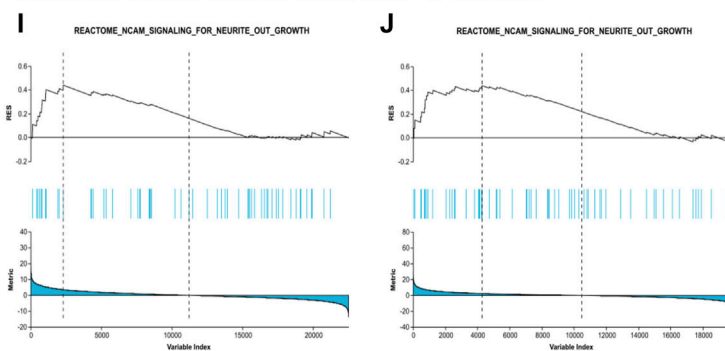 I
REACTOME_NCAM_SIGNALING_FOR_NEURITE_OUT_GROWTH
0.6
0.4
0.2
0.0
-0.2
RES
40
30
20
10
0
-10
-20
-30
Metric
0 5000 10000 15000 20000
Variable Index
J
REACTOME_NCAM_SIGNALING_FOR_NEURITE_OUT_GROWTH
0.6
0.4
0.2
0.0
-0.2
RES
80
60
40
20
0
-20
-40
Metric
0 2000 4000 6000 8000 10000 12000 14000 16000 18000
Variable Index